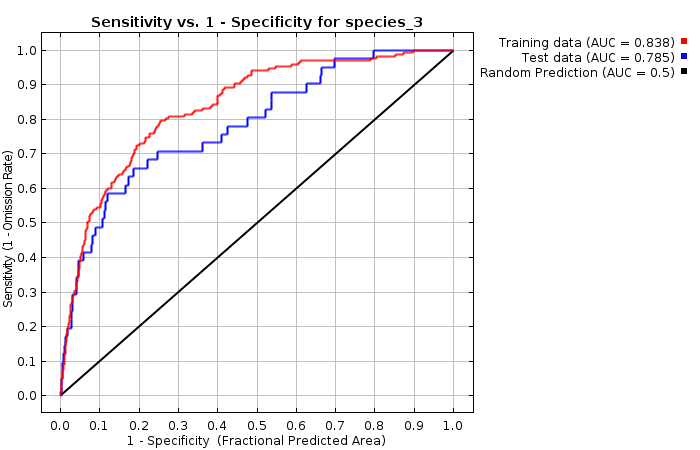 Sensitivity vs. 1 - Specificity for species_3
Training data (AUC = 0.838)
Test data (AUC = 0.785)
Random Prediction (AUC = 0.5)
Sensitivity (1 - Omission Rate)
1.0
0.9
0.8
0.7
0.6
0.5
0.4
0.3
0.2
0.1
0.0
0.0 0.1 0.2 0.3 0.4 0.5 0.6 0.7 0.8 0.9 1.0
1 - Specificity (Fractional Predicted Area)